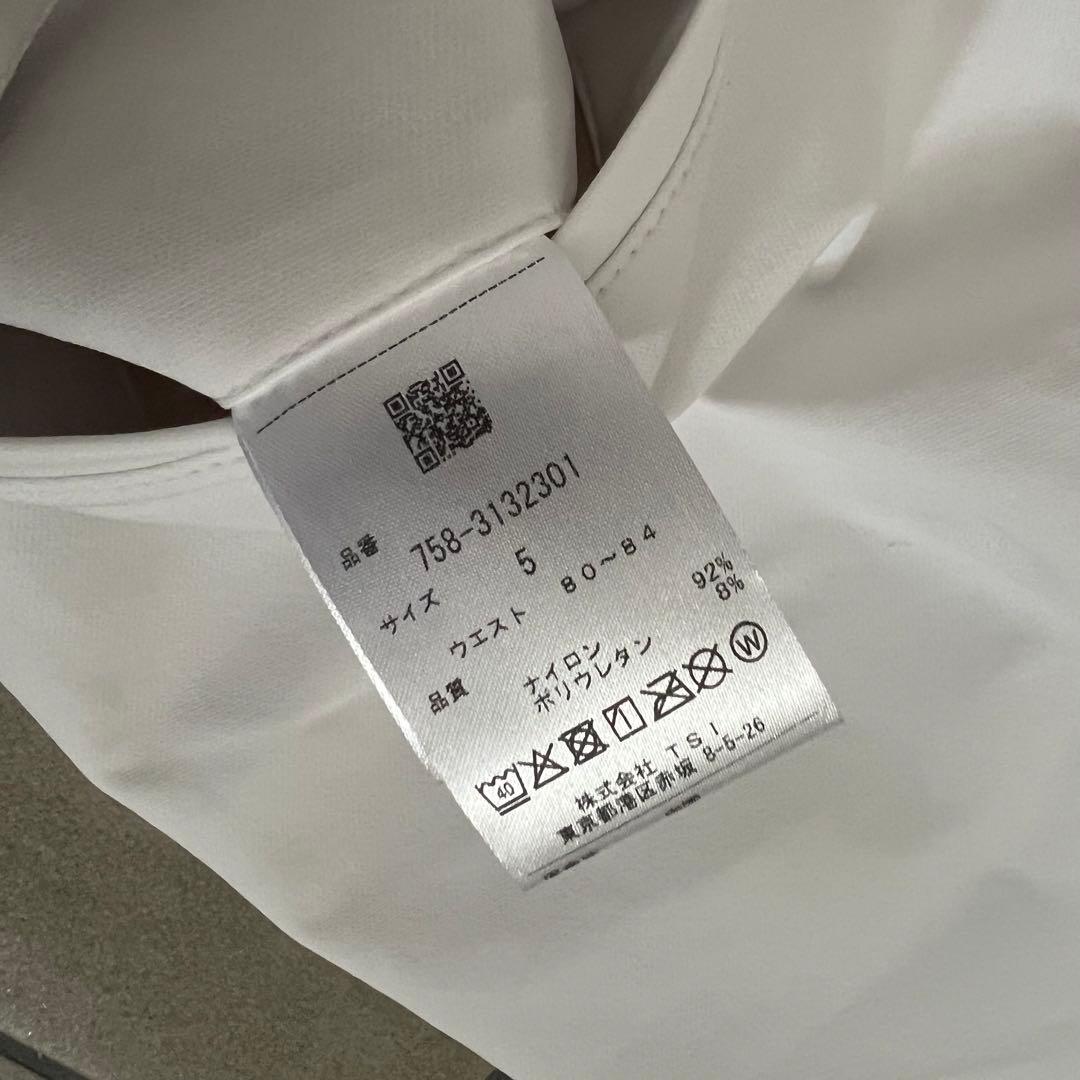 品番 758-3132301
サイズ 5
ウエスト 80～84
品質 ナイロン 92%
ポリウレタン 8%
40 W
株式会社 TSI
東京都港区赤坂 8-5-26